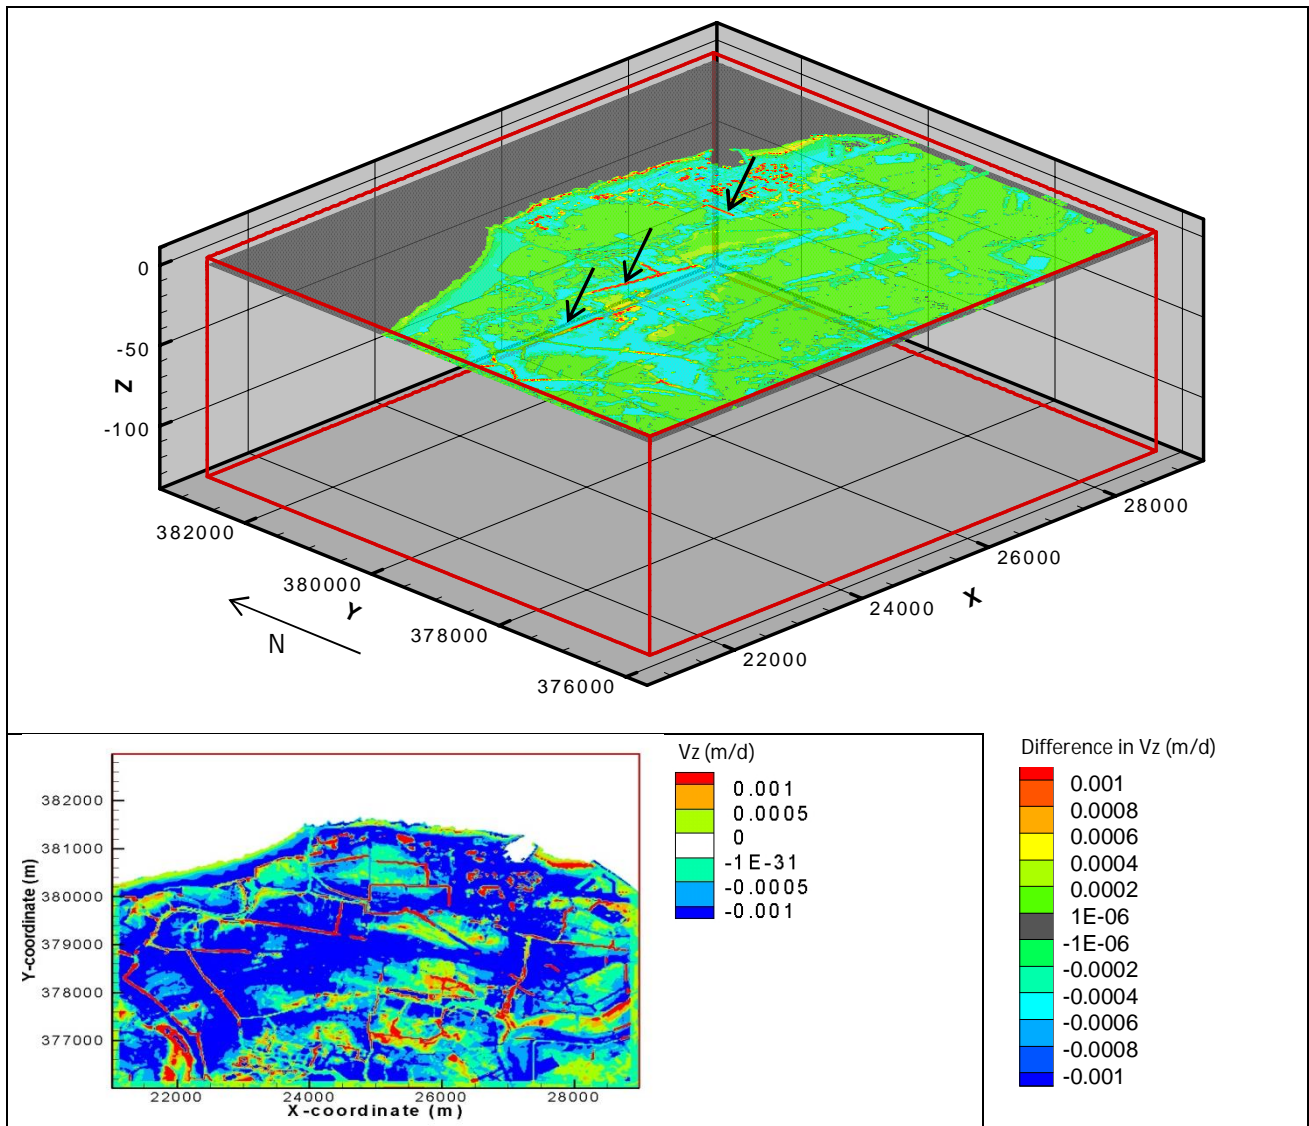 0
-50
Z
-100
382000
380000
Y
378000
376000
N
28000
26000
X
24000
22000
Vz (m/d)
0.001
0.0005
0
-1E-31
-0.0005
-0.001
Difference in Vz (m/d)
0.001
0.0008
0.0006
0.0004
0.0002
1E-06
-1E-06
-0.0002
-0.0004
-0.0006
-0.0008
-0.001
382000
381000
380000
379000
378000
377000
Y-coordinate (m)
22000 24000 26000 28000
X-coordinate (m)